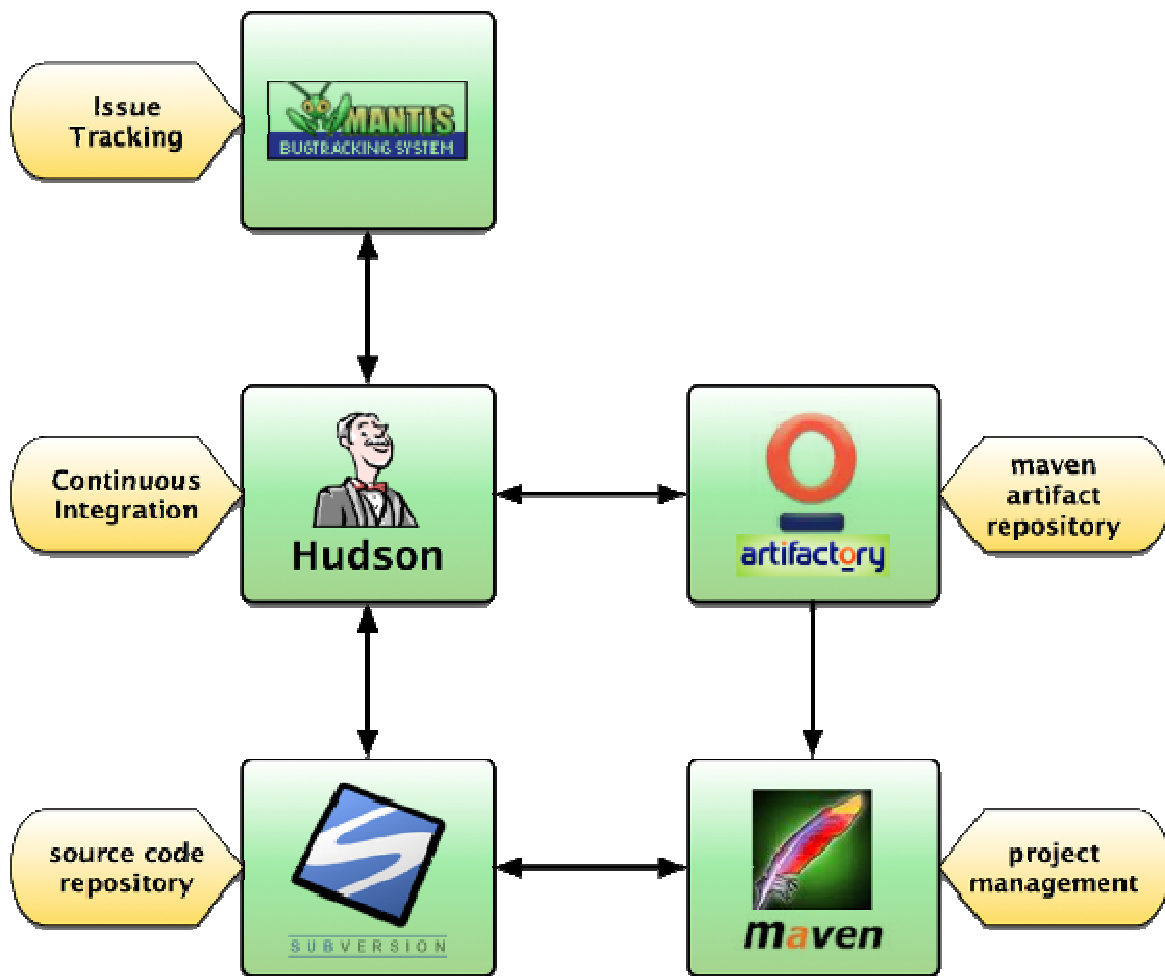 Issue
Tracking
MANTIS
BUGTRACKING SYSTEM
Continuous
Integration
Hudson
artifactory
maven
artifact
repository
source code
repository
SUBVERSION
maven
project
management